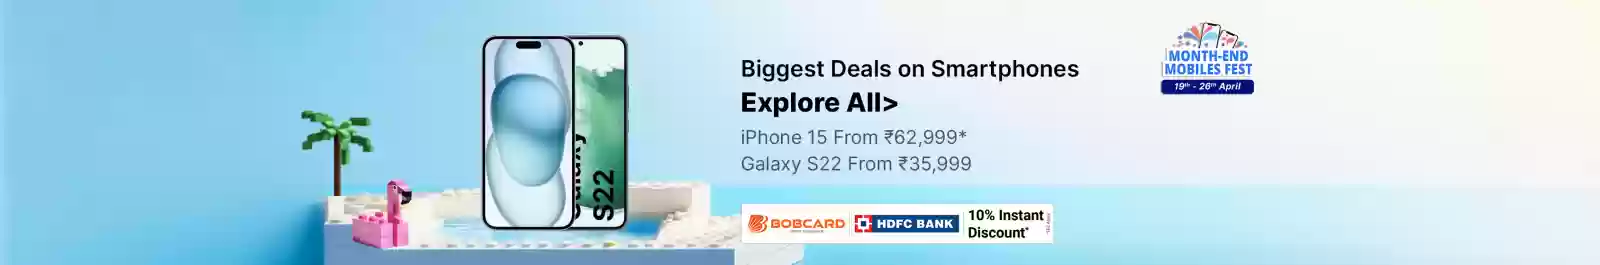 Biggest Deals on Smartphones
Explore All>
iPhone 15 From ₹62,999*
Galaxy S22 From ₹35,999
BOBCARD
HDFC BANK
10% Instant
Discount*
MONTH-END
MOBILES FEST
19th - 26th April
Galaxy
S22